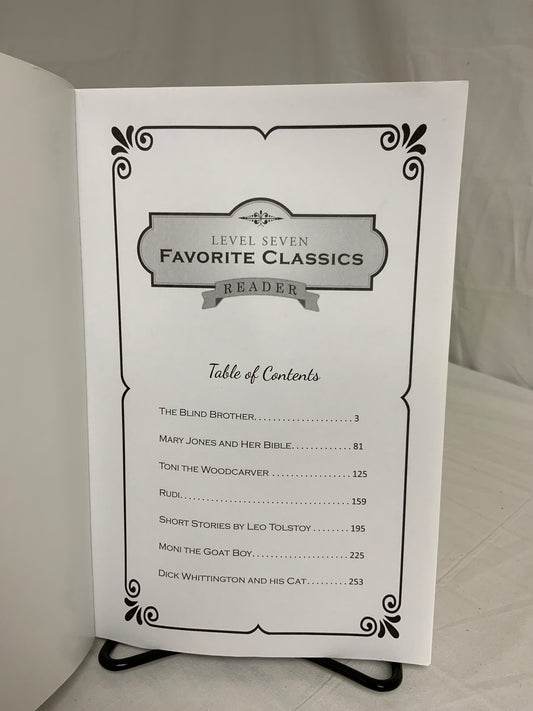 LEVEL SEVEN
FAVORITE CLASSICS
READER
Table of Contents
THE BLIND BROTHER....................3
MARY JONES AND HER BIBLE.............81
TONI THE WOODCARVER .................125
RUDI.....................................159
SHORT STORIES BY LEO TOLSTOY ........195
MONI THE GOAT BOY...................225
DICK WHITTINGTON AND HIS CAT.........253